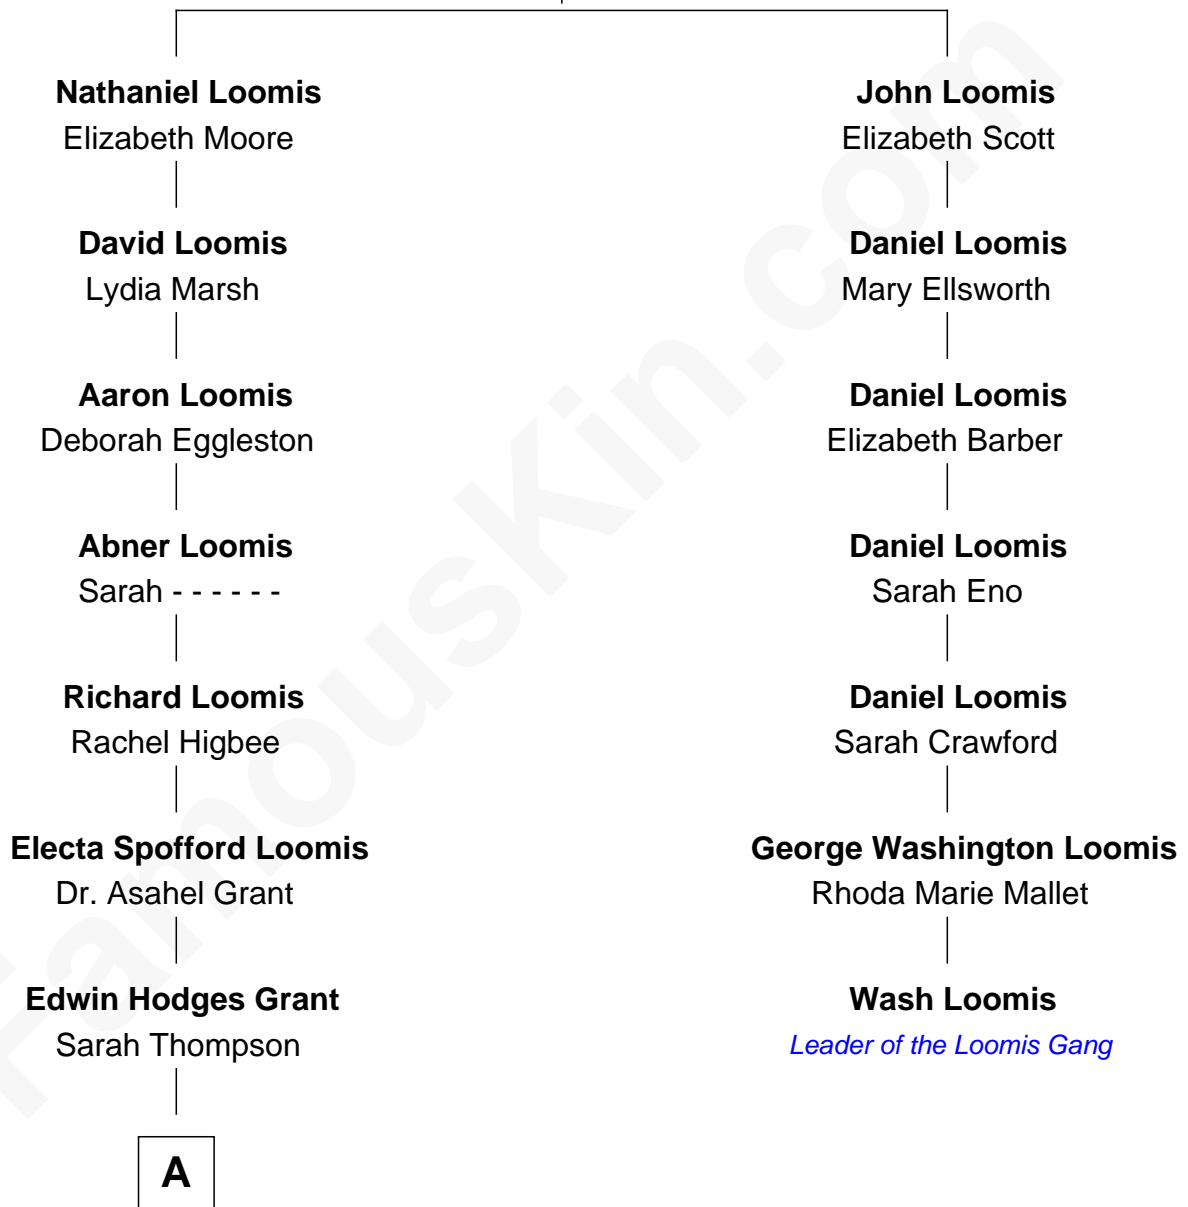 Nathaniel Loomis
Elizabeth Moore
David Loomis
Lydia Marsh
Aaron Loomis
Deborah Eggleston
Abner Loomis
Sarah - - - - - -
Richard Loomis
Rachel Higbee
Electa Spofford Loomis
Dr. Asahel Grant
Edwin Hodges Grant
Sarah Thompson
A
John Loomis
Elizabeth Scott
Daniel Loomis
Mary Ellsworth
Daniel Loomis
Elizabeth Barber
Daniel Loomis
Sarah Eno
Daniel Loomis
Sarah Crawford
George Washington Loomis
Rhoda Marie Mallet
Wash Loomis
Leader of the Loomis Gang
FamousKin.com